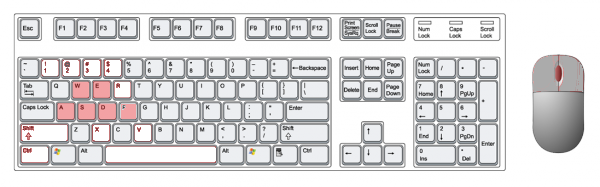 Esc F1 F2 F3 F4 F5 F6 F7 F8 F9 F10 F11 F12 Print Screen SysRq Scroll Lock Pause Break Num Lock Caps Lock Scroll Lock
~ ` ! 1 @ 2 # 3 $ 4 % 5 ^ 6 & 7 * 8 ( 9 ) 0 _ - + = ←Backspace Insert Home Page Up Num Lock / * -
Tab Q W E R T Y U I O P { [ } ] | \ Delete End Page Down 7 Home 8 ↑ 9 PgUp +
Caps Lock A S D F G H J K L : ; " ' Enter 4 ← 5 6 →
Shift Z X C V B N M < , > . ? / Shift ↑ 1 End 2 ↓ 3 PgDn Enter
Ctrl Alt Alt Ctrl ← ↓ → 0 Ins . Del